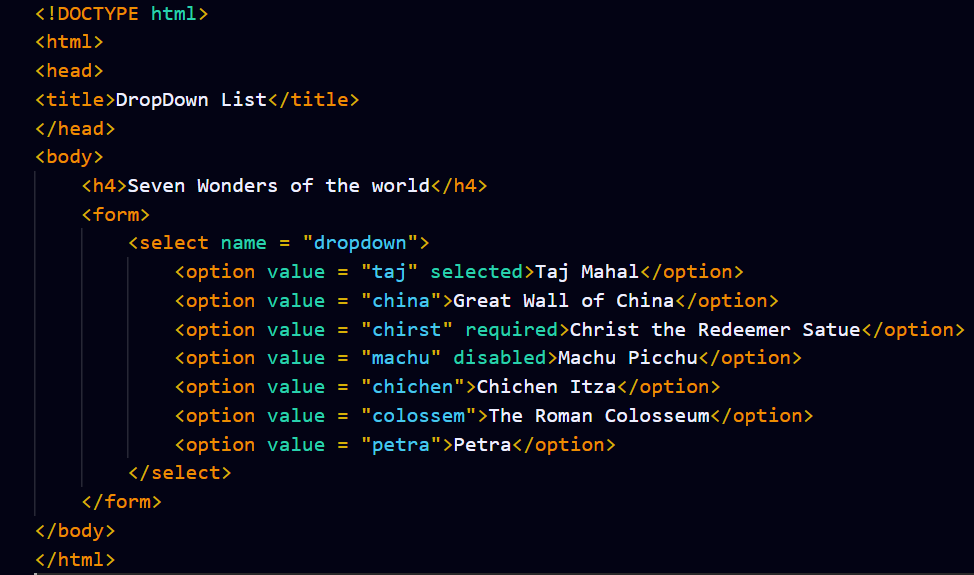 <!DOCTYPE html>
<html>
<head>
<title>DropDown List</title>
</head>
<body>
    <h4>Seven Wonders of the world</h4>
    <form>
        <select name = "dropdown">
            <option value = "taj" selected>Taj Mahal</option>
            <option value = "china">Great Wall of China</option>
            <option value = "chirst" required>Christ the Redeemer Satue</option>
            <option value = "machu" disabled>Machu Picchu</option>
            <option value = "chichen">Chichen Itza</option>
            <option value = "colossem">The Roman Colosseum</option>
            <option value = "petra">Petra</option>
        </select>
    </form>
</body>
</html>